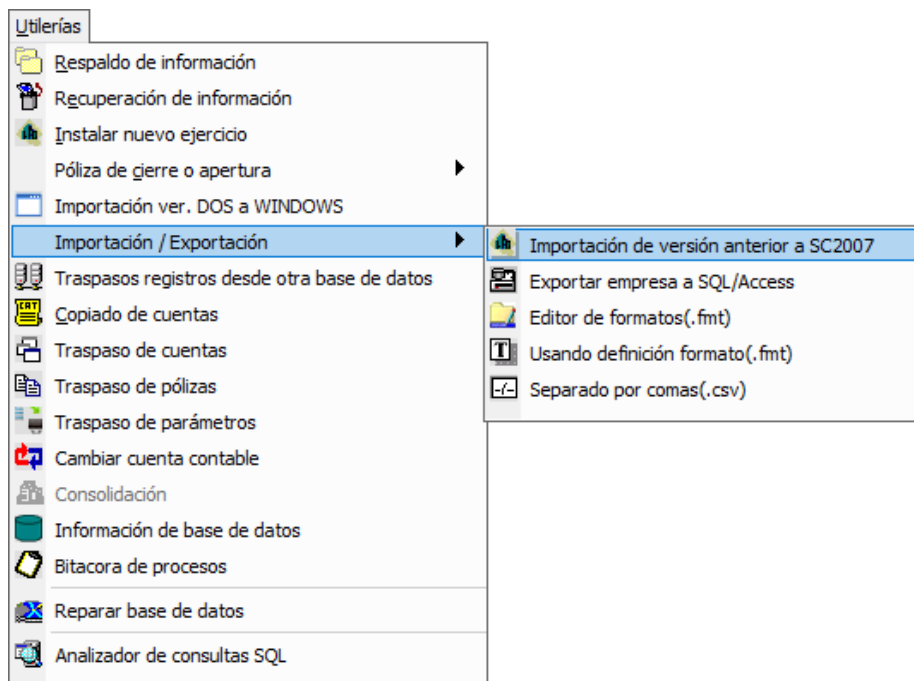 Utilerías
Respaldo de información
Recuperación de información
Instalar nuevo ejercicio
Póliza de cierre o apertura
Importación ver. DOS a WINDOWS
Importación / Exportación
Traspasos registros desde otra base de datos
Copiado de cuentas
Traspaso de cuentas
Traspaso de pólizas
Traspaso de parámetros
Cambiar cuenta contable
Consolidación
Información de base de datos
Bitacora de procesos
Reparar base de datos
Analizador de consultas SQL
Importación de versión anterior a SC2007
Exportar empresa a SQL/Access
Editor de formatos(.fmt)
Usando definición formato(.fmt)
Separado por comas(.csv)